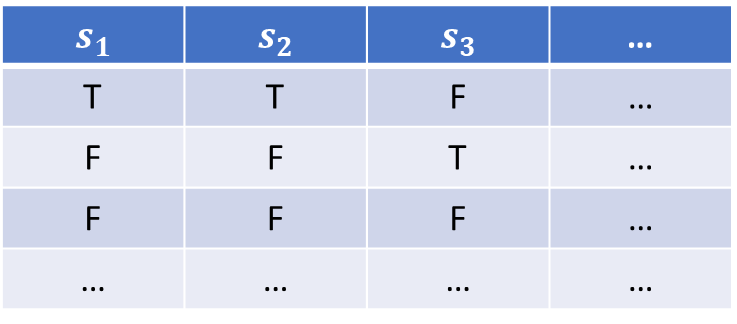 s₁ s₂ s₃ ...
T T F ...
F F T ...
F F F ...
... ... ... ...